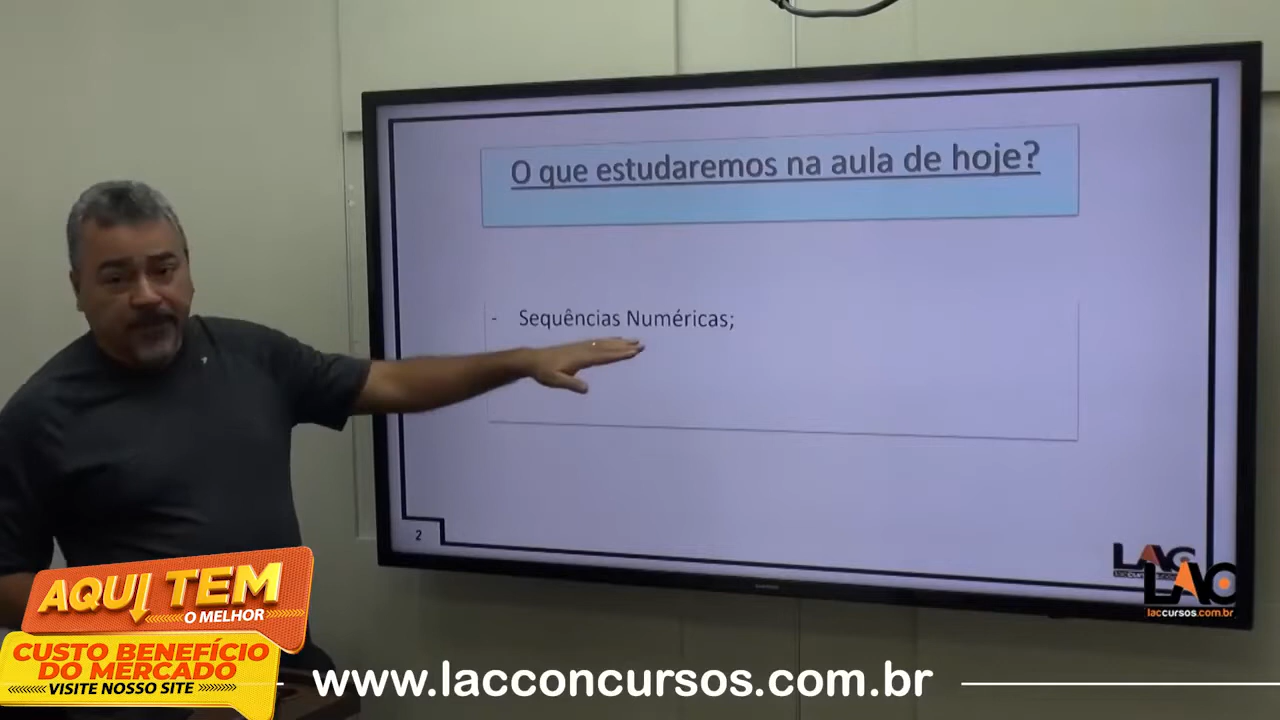 O que estudaremos na aula de hoje?
- Sequências Numéricas;
2
LAC
LAC
laccursos.com.br
AQUI TEM
O MELHOR
CUSTO BENEFÍCIO
DO MERCADO
VISITE NOSSO SITE
www.lacconcursos.com.br